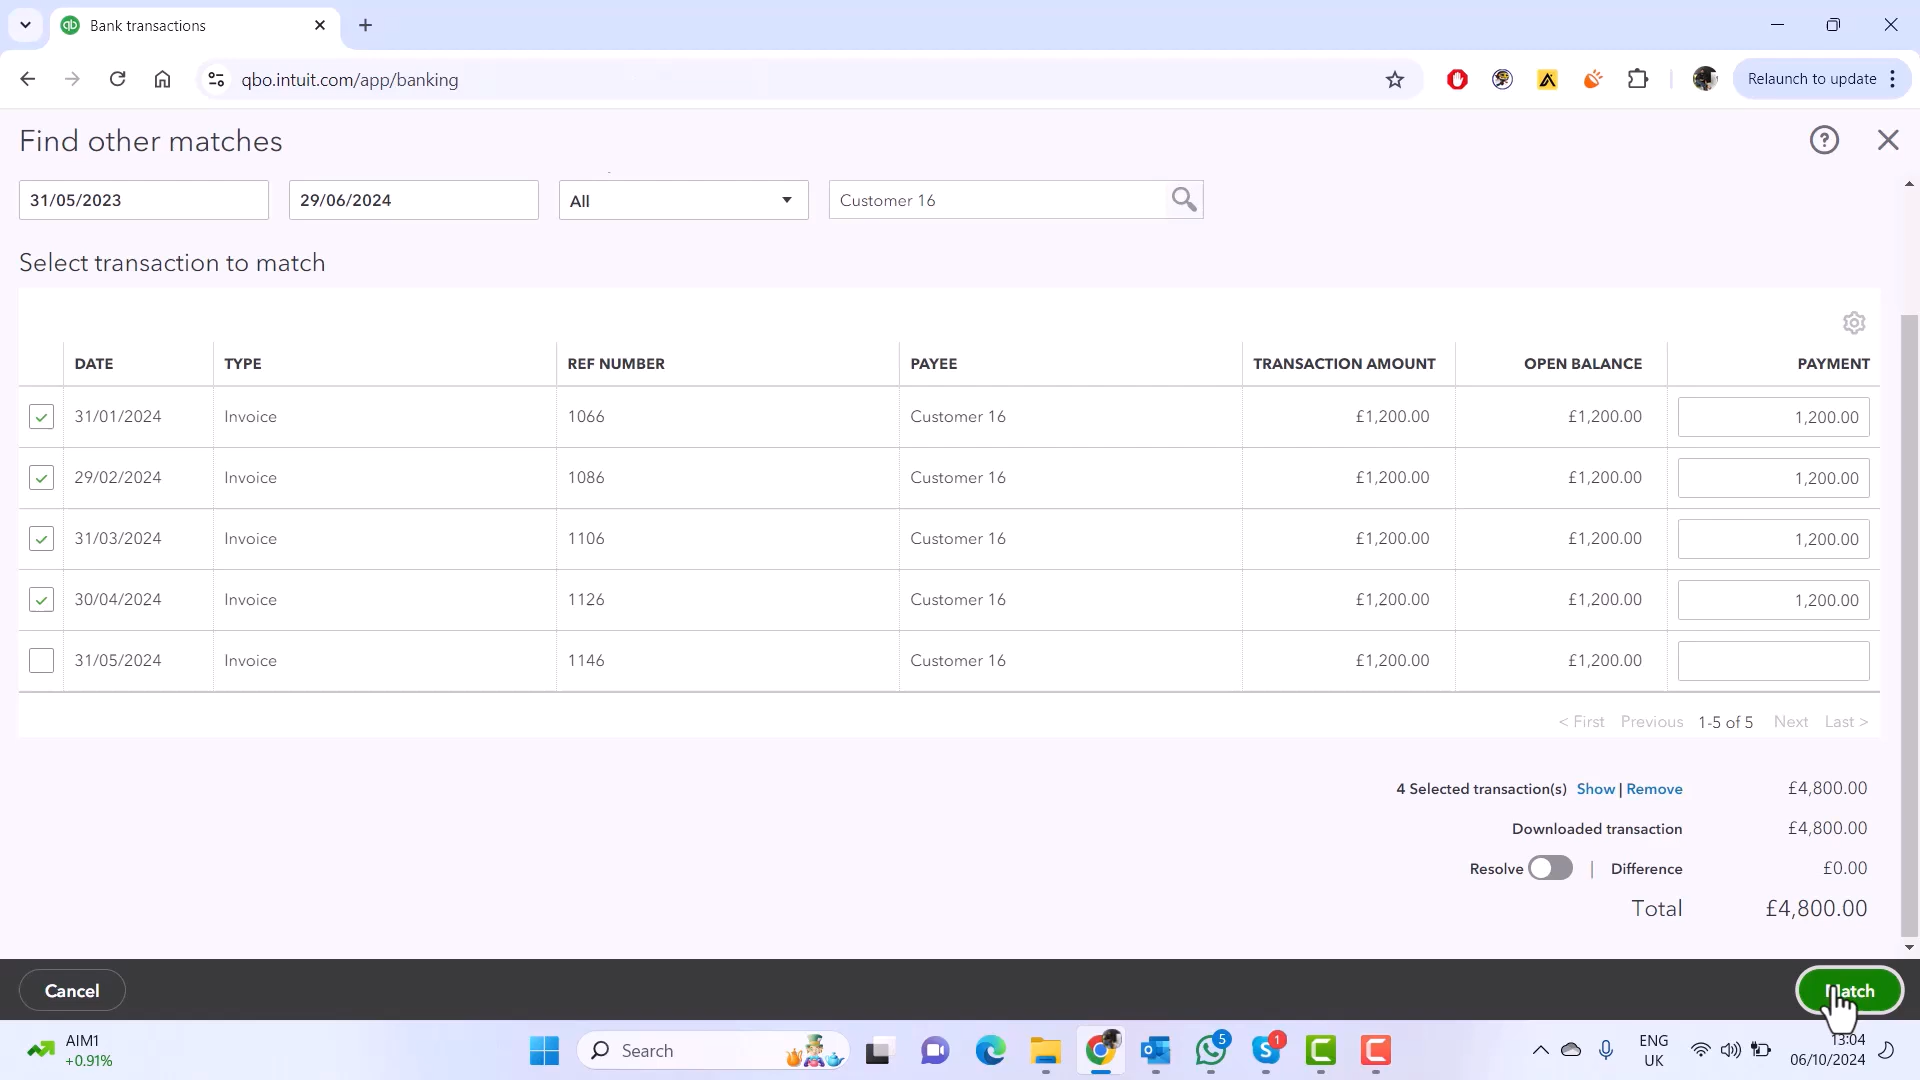 Bank transactions
qbo.intuit.com/app/banking
Relaunch to update
Find other matches
31/05/2023 29/06/2024 All Customer 16
Select transaction to match
DATE TYPE REF NUMBER PAYEE TRANSACTION AMOUNT OPEN BALANCE PAYMENT
31/01/2024 Invoice 1066 Customer 16 £1,200.00 £1,200.00 1,200.00
29/02/2024 Invoice 1086 Customer 16 £1,200.00 £1,200.00 1,200.00
31/03/2024 Invoice 1106 Customer 16 £1,200.00 £1,200.00 1,200.00
30/04/2024 Invoice 1126 Customer 16 £1,200.00 £1,200.00 1,200.00
31/05/2024 Invoice 1146 Customer 16 £1,200.00 £1,200.00
< First Previous 1-5 of 5 Next Last >
4 Selected transaction(s) Show | Remove £4,800.00
Downloaded transaction £4,800.00
Resolve | Difference £0.00
Total £4,800.00
Cancel Match
AIM1
+0.91%
Search
5
1
ENG
UK
13:04
06/10/2024